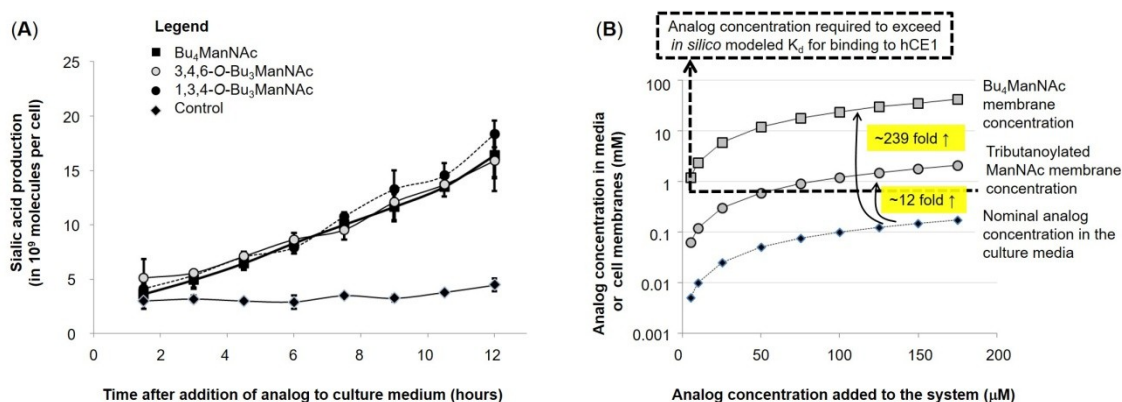 (A)
Legend
Bu4ManNAc
3,4,6-O-Bu3ManNAc
1,3,4-O-Bu3ManNAc
Control
Sialic acid production
(in 10⁹ molecules per cell)
25
20
15
10
5
0
0 2 4 6 8 10 12
Time after addition of analog to culture medium (hours)
(B)
Analog concentration required to exceed
in silico modeled Kd for binding to hCE1
Analog concentration in media
or cell membranes (mM)
100
10
1
0.1
0.01
0.001
0 50 100 150 200
Analog concentration added to the system (μM)
Bu4ManNAc
membrane
concentration
~239 fold ↑
Tributanoylated
ManNAc membrane
concentration
~12 fold ↑
Nominal analog
concentration in the
culture media